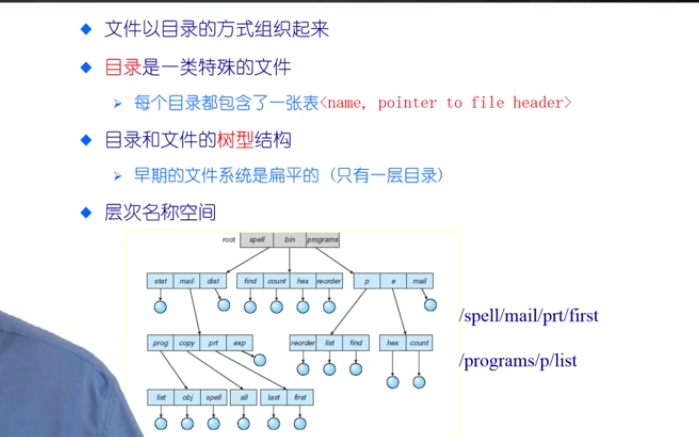 文件以目录的方式组织起来
目录是一类特殊的文件
每个目录都包含了一张表<name, pointer to file header>
目录和文件的树型结构
早期的文件系统是扁平的 (只有一层目录)
层次名称空间
root spell bin programs
stat mail dist find count hex reorder p e mail
/spell/mail/prt/first
prog copy prt exp reorder list find hex count
/programs/p/list
list obj spell all last first